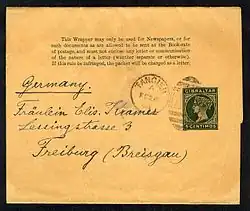 This Wrapper may only be used for Newspapers, or for
such documents as are allowed to be sent at the Book-rate
of postage, and must not enclose any letter or communication
of the nature of a letter (whether separate or otherwise).
If this rule be infringed, the packet will be charged as a letter.
Germany.
TANGIER
A
GIBRALTAR
5 CENTIMOS
Fräulein Elis. Kramer
Lessingstrasse 3
Freiburg (Breisgau)